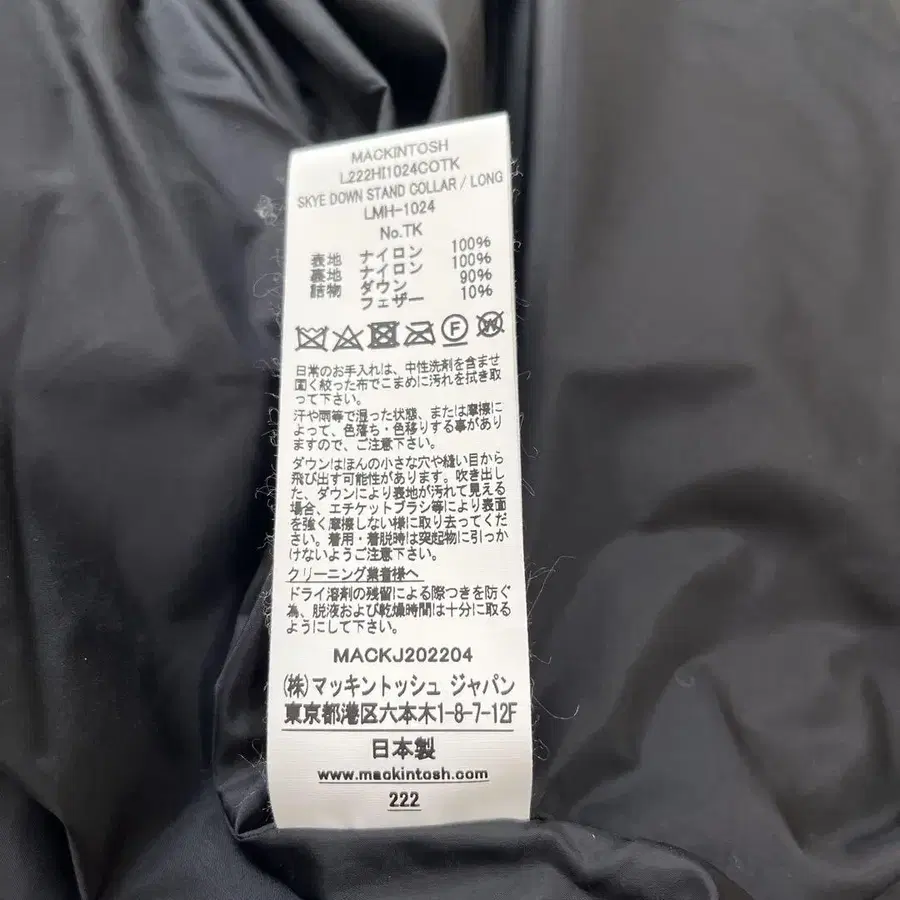 MACKINTOSH
L222HI1024COTK
SKYE DOWN STAND COLLAR / LONG
LMH-1024
No.TK
表地 ナイロン 100%
裏地 ナイロン 100%
詰物 ダウン 90%
フェザー 10%
F W
日常のお手入れは、中性洗剤を含ませ
固く絞った布でこまめに汚れを拭き取
って下さい。
汗や雨等で湿った状態、または摩擦に
よって、色落ち・色移りする事があり
ますので、ご注意下さい。
ダウンはほんの小さな穴や縫い目から
飛び出す可能性があります。吹き出し
た、ダウンにより表地が汚れて見える
場合、エチケットブラシ等により表面
を強く摩擦しない様に取り去ってくだ
さい。着用・着脱時は突起物に引っか
けないようご注意下さい。
クリーニング業者様へ
ドライ溶剤の残留による際つきを防ぐ
為、脱液および乾燥時間は十分に取る
ようにして下さい。
MACKJ202204
(株)マッキントッシュ ジャパン
東京都港区六本木1-8-7-12F
日本製
www.mackintosh.com
222